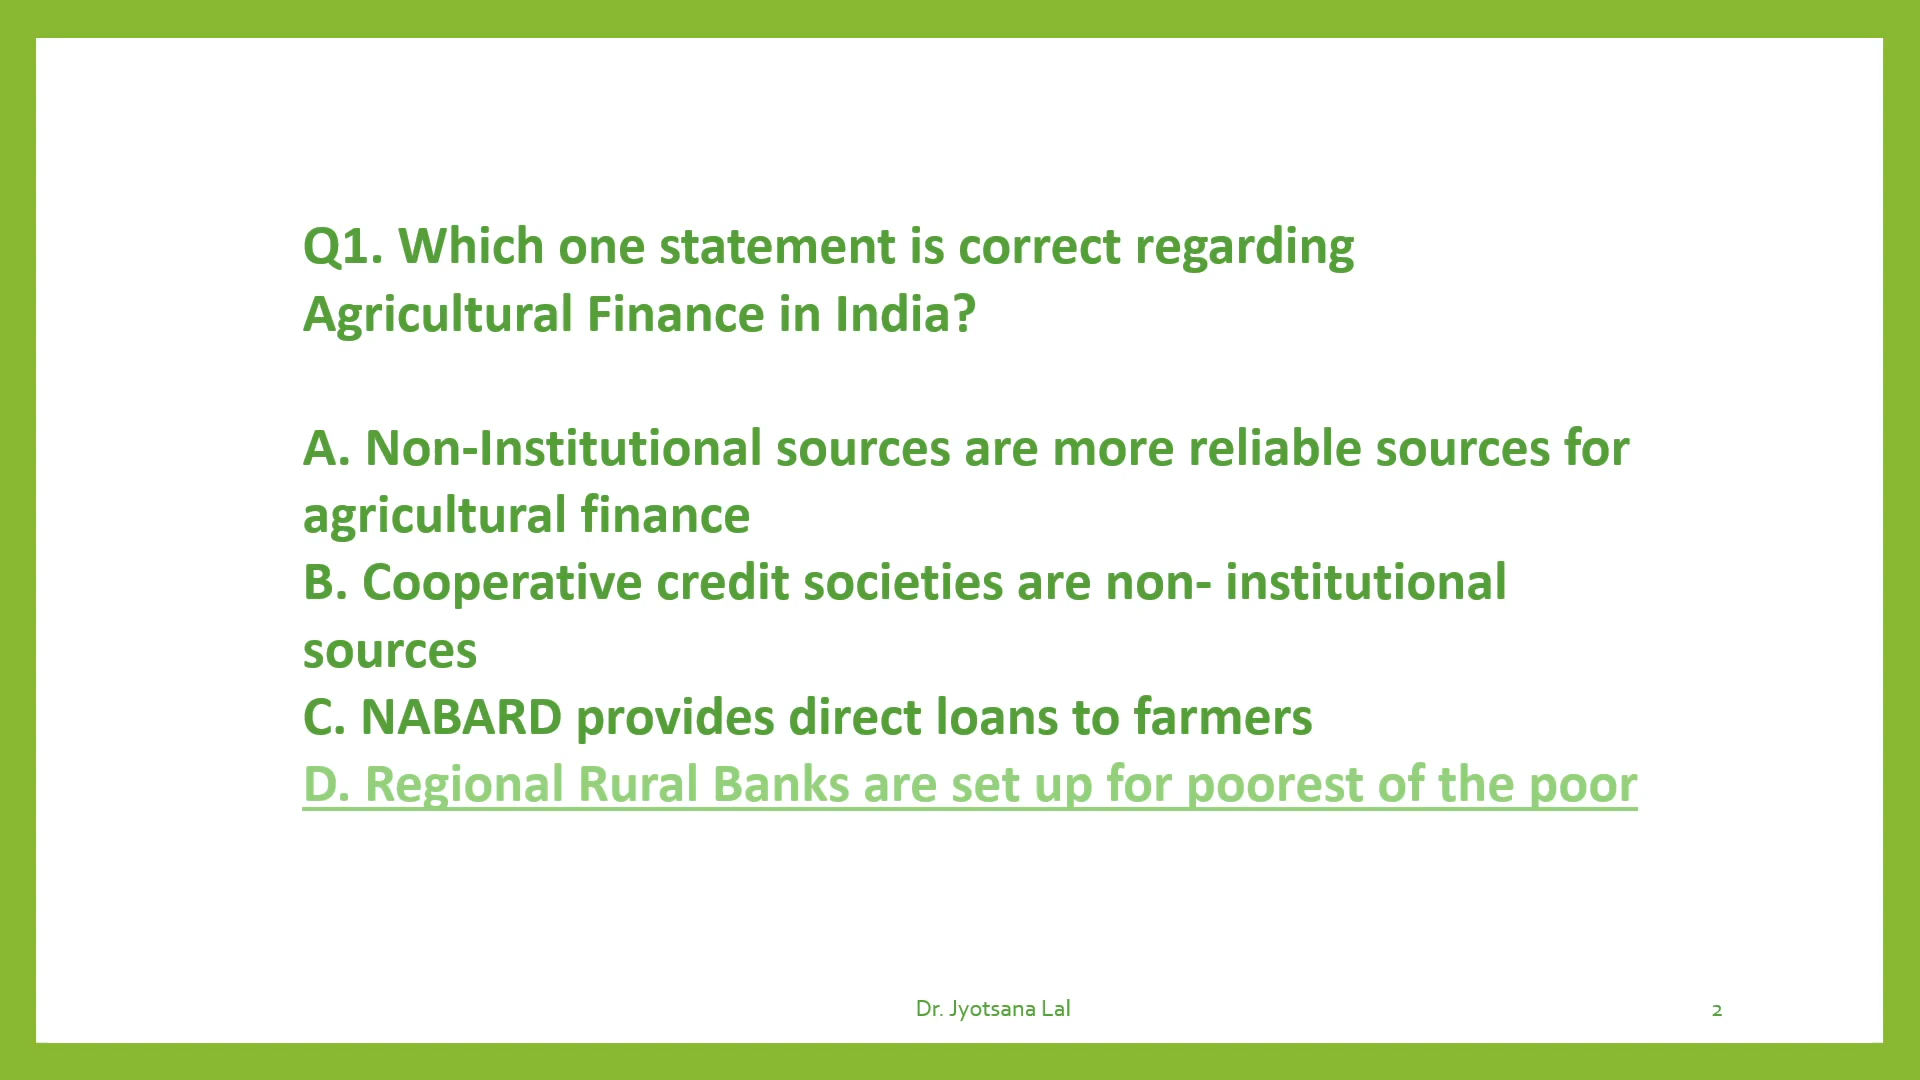 Q1. Which one statement is correct regarding
Agricultural Finance in India?
A. Non-Institutional sources are more reliable sources for
agricultural finance
B. Cooperative credit societies are non- institutional
sources
C. NABARD provides direct loans to farmers
D. Regional Rural Banks are set up for poorest of the poor
Dr. Jyotsana Lal
2